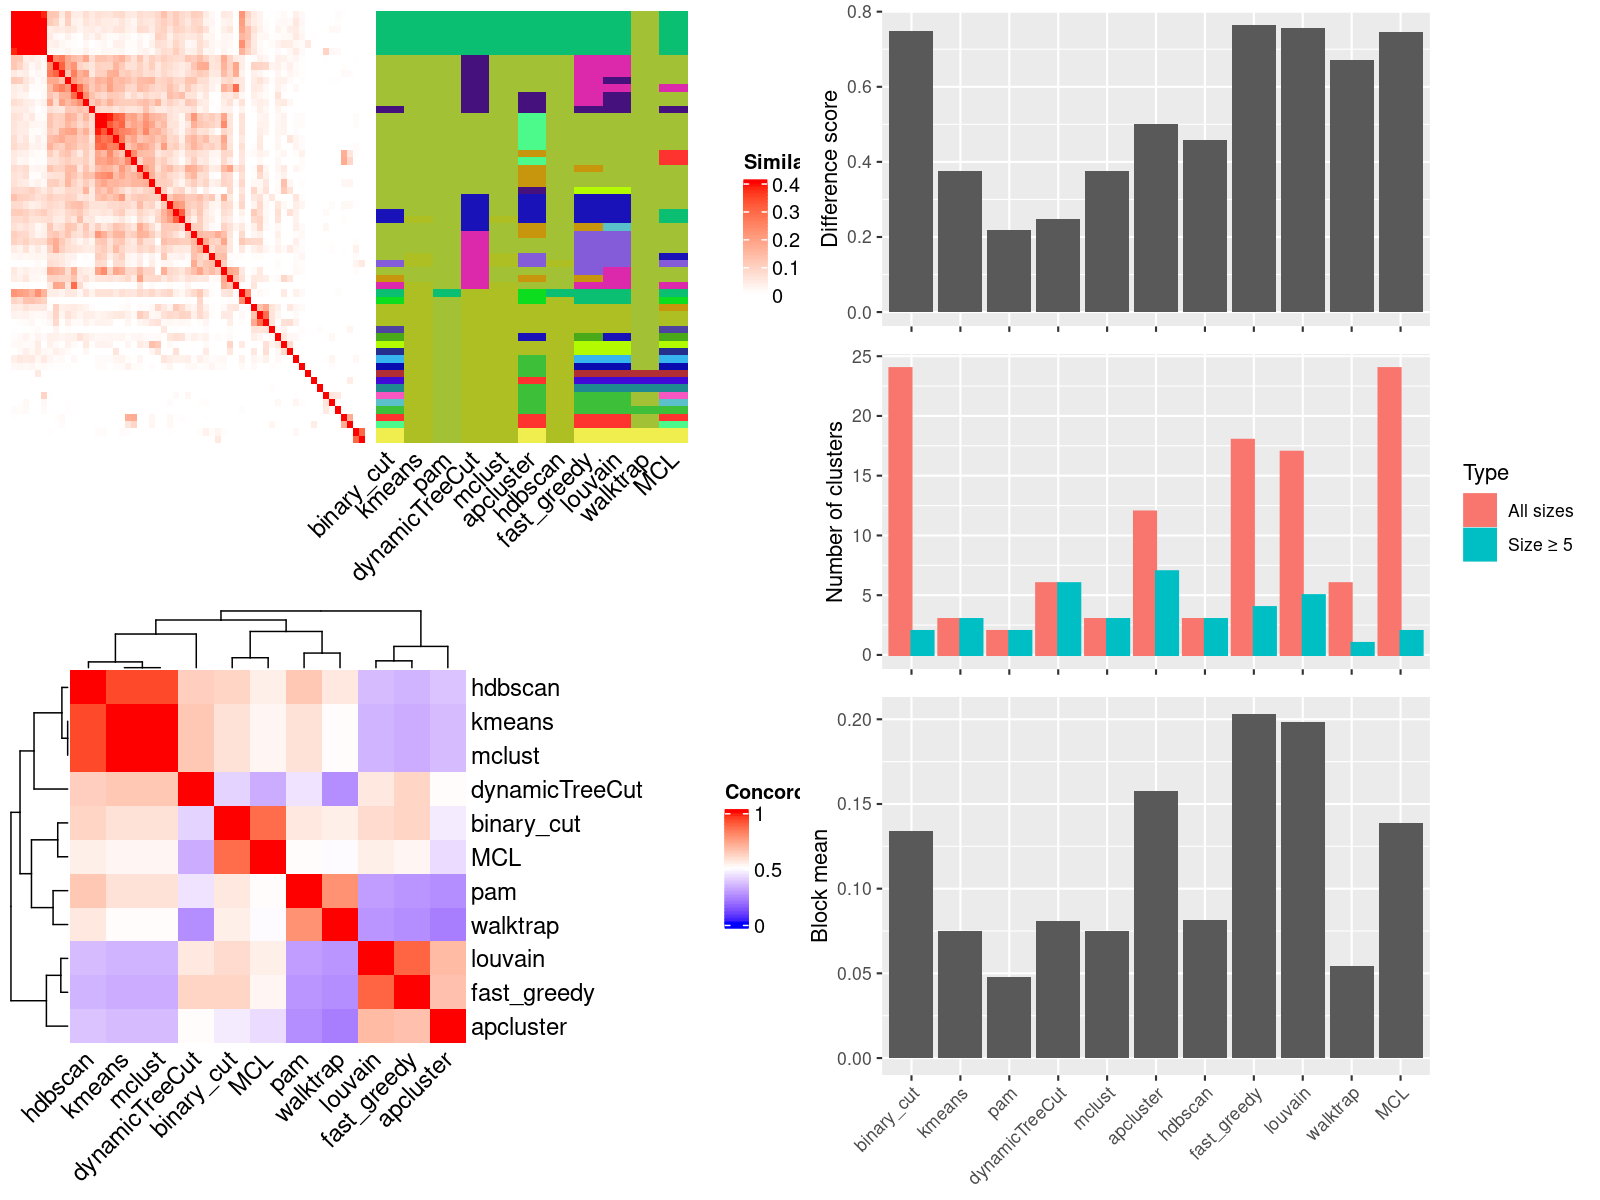 Simila
0.4
0.3
0.2
0.1
0
binary_cut
kmeans
pam
dynamicTreeCut
mclust
apcluster
hdbscan
fast_greedy
louvain
walktrap
MCL
hdbscan
kmeans
mclust
dynamicTreeCut
binary_cut
MCL
pam
walktrap
louvain
fast_greedy
apcluster
hdbscan
kmeans
mclust
dynamicTreeCut
binary_cut
MCL
pam
walktrap
louvain
fast_greedy
apcluster
Concord
1
0.5
0
Difference score
0.8
0.6
0.4
0.2
0.0
Number of clusters
25
20
15
10
5
0
Type
All sizes
Size ≥ 5
Block mean
0.20
0.15
0.10
0.05
0.00
binary_cut
kmeans
pam
dynamicTreeCut
mclust
apcluster
hdbscan
fast_greedy
louvain
walktrap
MCL